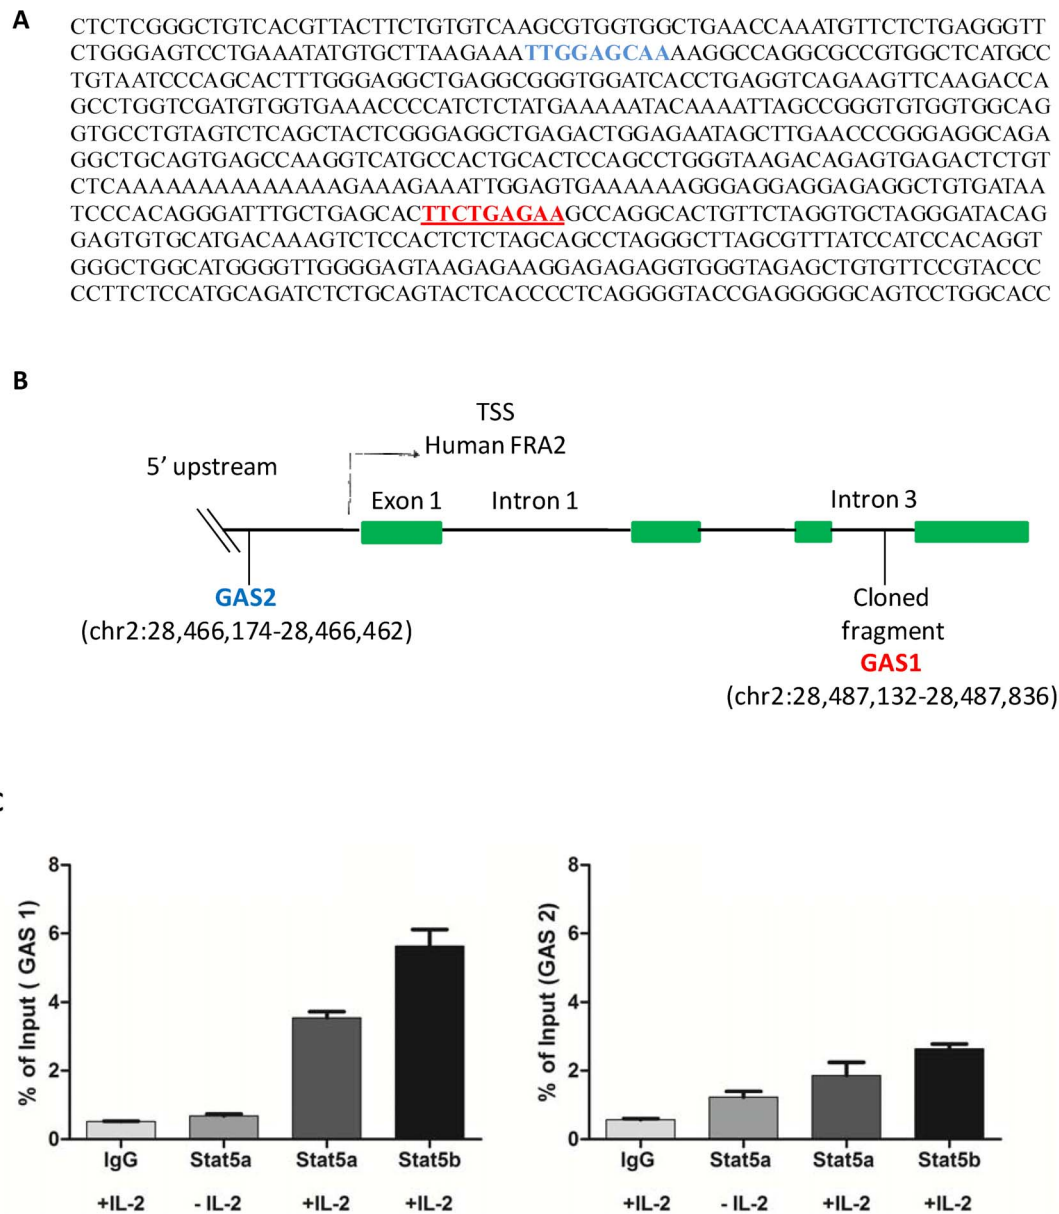 A
CTCTCGGGCTGTCACGTTACTTCTGTGTCAAGCGTGGTGGCTGAACCAAATGTTCTCTGAGGGTT
CTGGGAGTCCTGAAATATGTGCTTAAGAAATTGGAGCAAAAGGCCAGGCGCCGTGGCTCATGCC
TGTAATCCCAGCACTTTGGGAGGCTGAGGCGGGTGGATCACCTGAGGTCAGAAGTTCAAGACCA
GCCTGGTCGATGTGGTGAAACCCCATCTCTATGAAAAATACAAAATTAGCCGGGTGTGGTGGCAG
GTGCCTGTAGTCTCAGCTACTCGGGAGGCTGAGACTGGAGAATAGCTTGAACCCGGGAGGCAGA
GGCTGCAGTGAGCCAAGGTCATGCCACTGCACTCCAGCCTGGGTAAGACAGAGTGAGACTCTGT
CTCAAAAAAAAAAAAAAAGAAAGAAATTGGAGTGAAAAAAGGGAGGAGGAGAGGCTGTGATAA
TCCCACAGGGATTTGCTGAGCACTTCTGAGAAGCCAGGCACTGTTCTAGGTGCTAGGGATACAG
GAGTGTGCATGACAAAGTCTCCACTCTCTAGCAGCCTAGGGCTTAGCGTTTATCCATCCACAGGT
GGGCTGGCATGGGGTTGGGGAGTAAGAGAAGGAGAGAGGTGGGTAGAGCTGTGTTCCGTACCC
CCTTCTCCATGCAGATCTCTGCAGTACTCACCCCTCAGGGGTACCGAGGGGGGCAGTCCTGGCACC
B
TSS
Human FRA2
5’ upstream
Exon 1
Intron 1
Intron 3
GAS2
(chr2:28,466,174-28,466,462)
Cloned
fragment
GAS1
(chr2:28,487,132-28,487,836)
% of Input ( GAS 1)
8
6
4
2
0
IgG Stat5a Stat5a Stat5b
+IL-2 - IL-2 +IL-2 +IL-2
% of Input (GAS 2)
8
6
4
2
0
IgG Stat5a Stat5a Stat5b
+IL-2 - IL-2 +IL-2 +IL-2